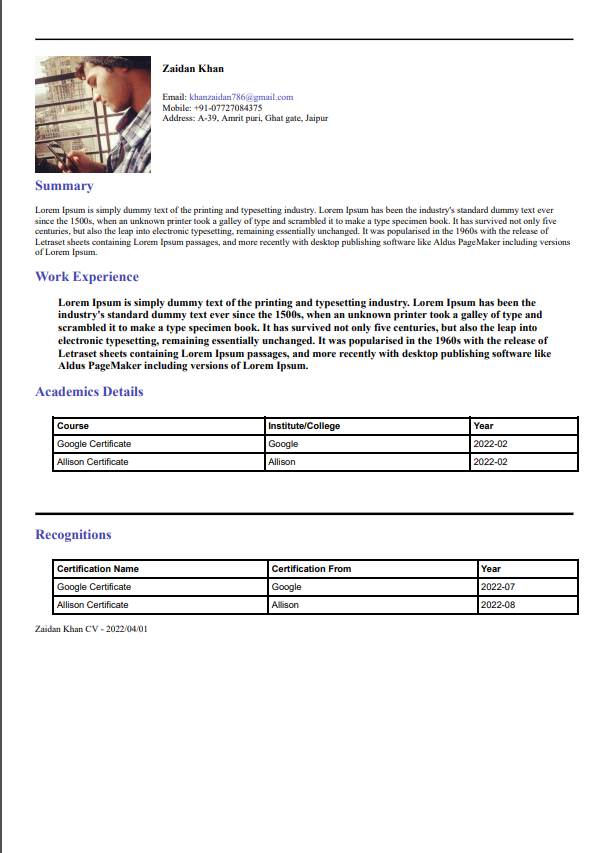 Zaidan Khan
Email: khanzaidan786@gmail.com
Mobile: +91-07727084375
Address: A-39, Amrit puri, Ghat gate, Jaipur
Summary
Lorem Ipsum is simply dummy text of the printing and typesetting industry. Lorem Ipsum has been the industry's standard dummy text ever
since the 1500s, when an unknown printer took a galley of type and scrambled it to make a type specimen book. It has survived not only five
centuries, but also the leap into electronic typesetting, remaining essentially unchanged. It was popularised in the 1960s with the release of
Letraset sheets containing Lorem Ipsum passages, and more recently with desktop publishing software like Aldus PageMaker including versions
of Lorem Ipsum.
Work Experience
Lorem Ipsum is simply dummy text of the printing and typesetting industry. Lorem Ipsum has been the
industry's standard dummy text ever since the 1500s, when an unknown printer took a galley of type and
scrambled it to make a type specimen book. It has survived not only five centuries, but also the leap into
electronic typesetting, remaining essentially unchanged. It was popularised in the 1960s with the release of
Letraset sheets containing Lorem Ipsum passages, and more recently with desktop publishing software like
Aldus PageMaker including versions of Lorem Ipsum.
Academics Details
Course Institute/College Year
Google Certificate Google 2022-02
Allison Certificate Allison 2022-02
Recognitions
Certification Name Certification From Year
Google Certificate Google 2022-07
Allison Certificate Allison 2022-08
Zaidan Khan CV - 2022/04/01